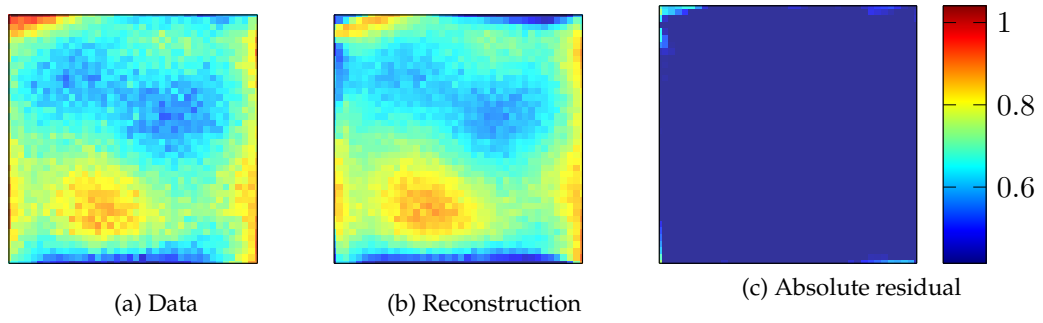 1
0.8
0.6
(a) Data
(b) Reconstruction
(c) Absolute residual